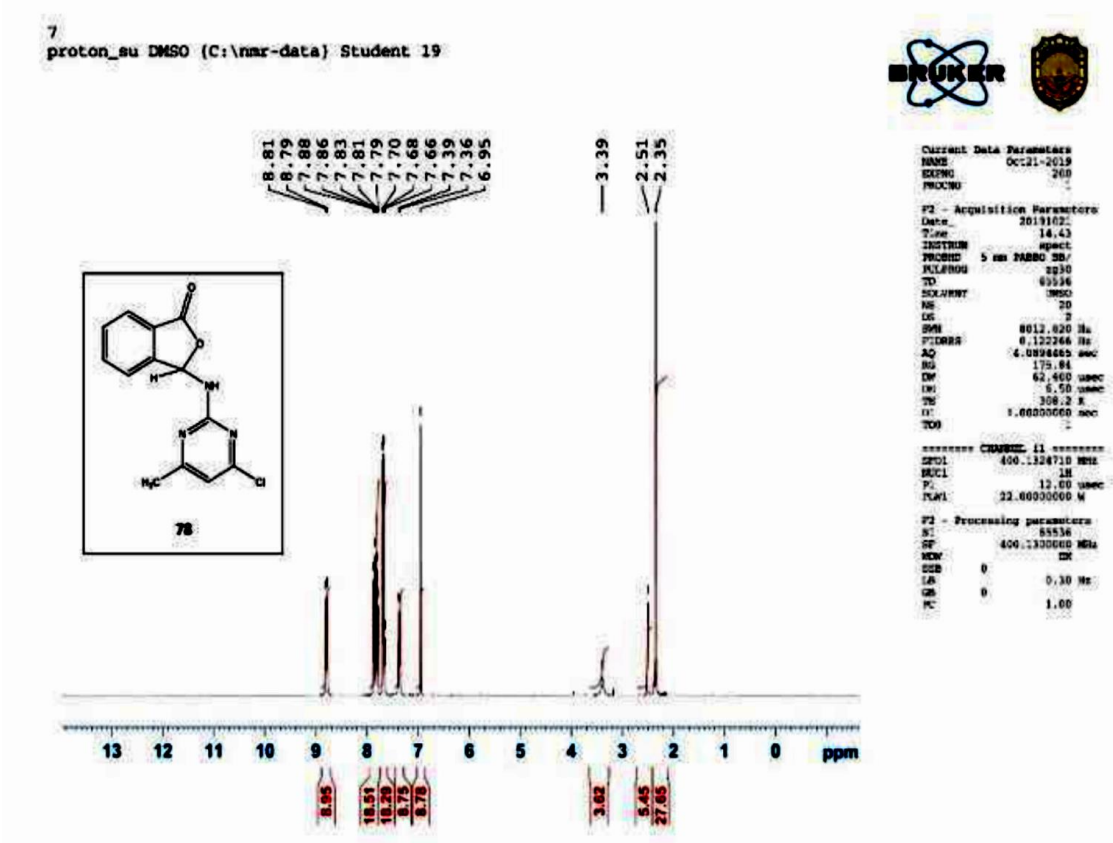 7
proton_su DMSO {C:\nmr-data} Student 19
BRUKER
8.81
8.79
7.88
7.86
7.83
7.81
7.79
7.70
7.68
7.66
7.39
7.36
6.95
3.39
2.51
2.35
Current Data Parameters
NAME Oct21-2019
EXPNO 260
PROCNO
F2 - Acquisition Parameters
Date_
Time 14.43
INSTRUM spect
PROBHD 5 mm PABBO BB/
PULPROG zg30
TD 65536
SOLVENT DMSO
NS 20
DS 2
SWH 8012.820 Hz
FIDRES 0.122266 Hz
AQ 4.0894465 sec
RG 175.84
DW 62.400 usec
DE 6.50 usec
TE 308.2 K
D1 1.00000000 sec
TD0
======== CHANNEL f1 ========
SFO1 400.1324710 MHz
NUC1 1H
P1 12.00 usec
PLW1 22.00000000 W
F2 - Processing parameters
SI 65536
SF 400.1300000 MHz
WDW EM
SSB 0
LB 0.30 Hz
GB 0
PC 1.00
O
O
H
NH
N
N
H₃C
Cl
78
13 12 11 10 9 8 7 6 5 4 3 2 1 0 ppm
8.95
18.51
18.29
8.75
8.78
3.62
5.45
27.65